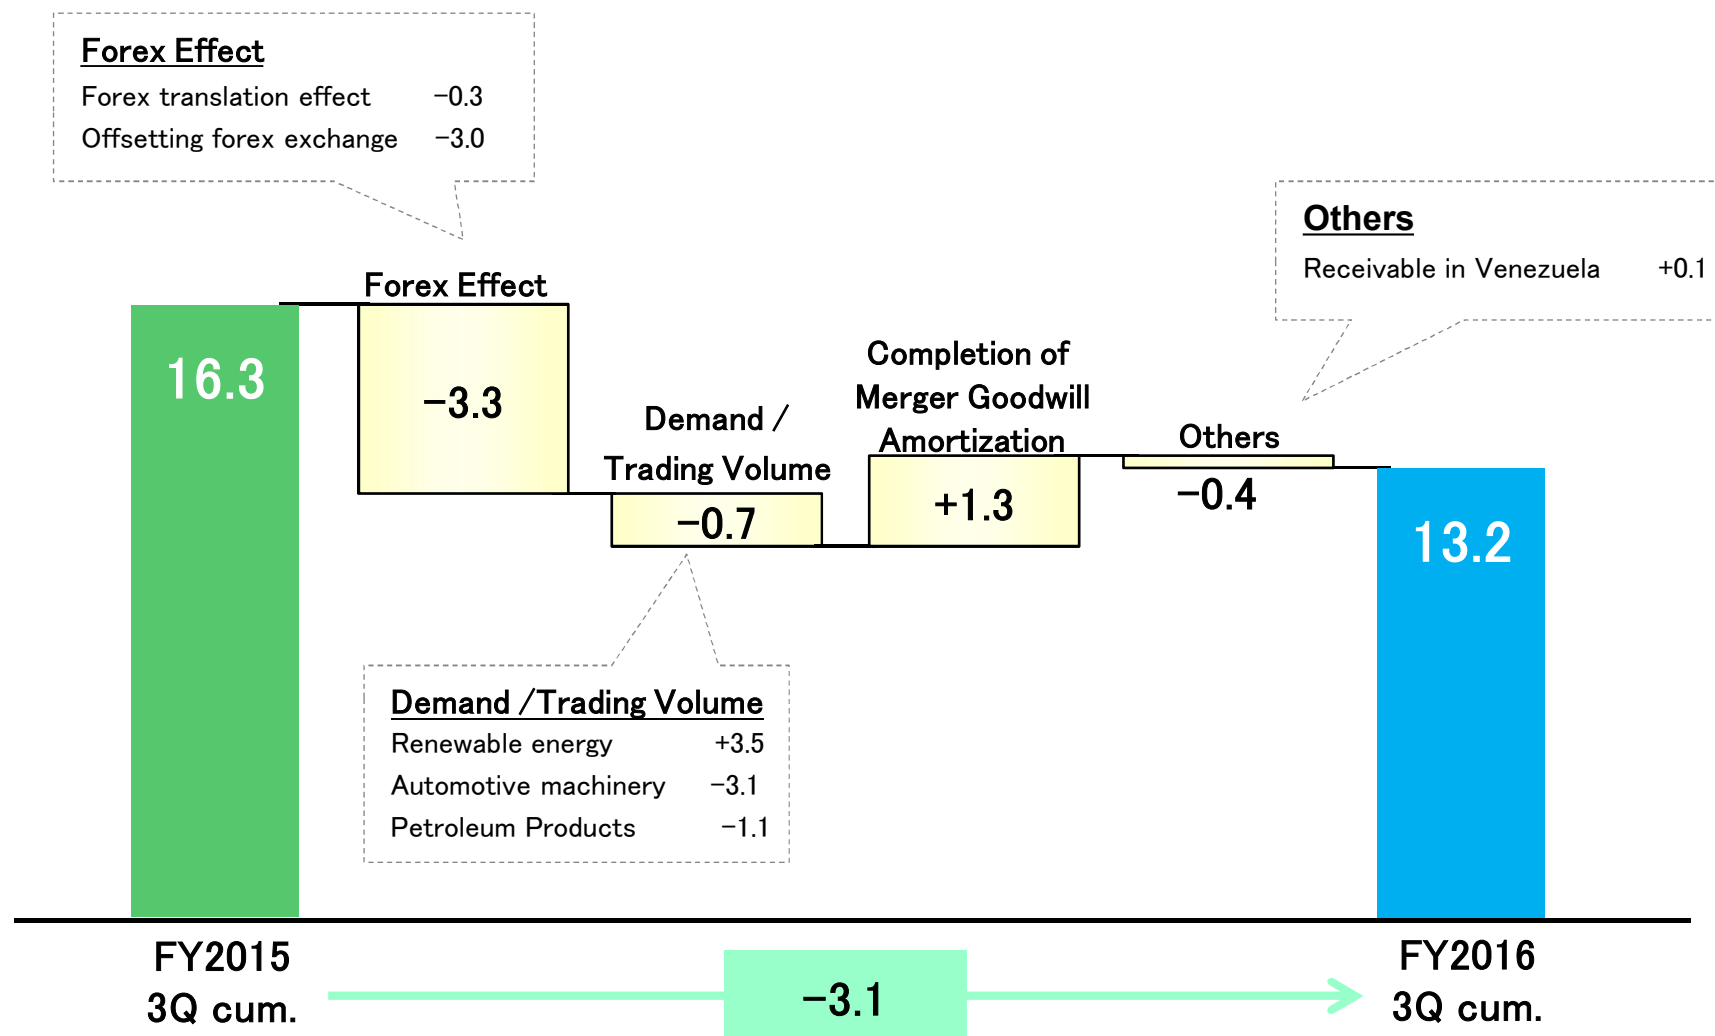 Forex Effect
Forex translation effect −0.3
Offsetting forex exchange −3.0
Others
Receivable in Venezuela +0.1
Forex Effect
16.3
−3.3
Demand /
Trading Volume
−0.7
Completion of
Merger Goodwill
Amortization
+1.3
Others
−0.4
13.2
Demand /Trading Volume
Renewable energy +3.5
Automotive machinery −3.1
Petroleum Products −1.1
FY2015
3Q cum.
−3.1
FY2016
3Q cum.